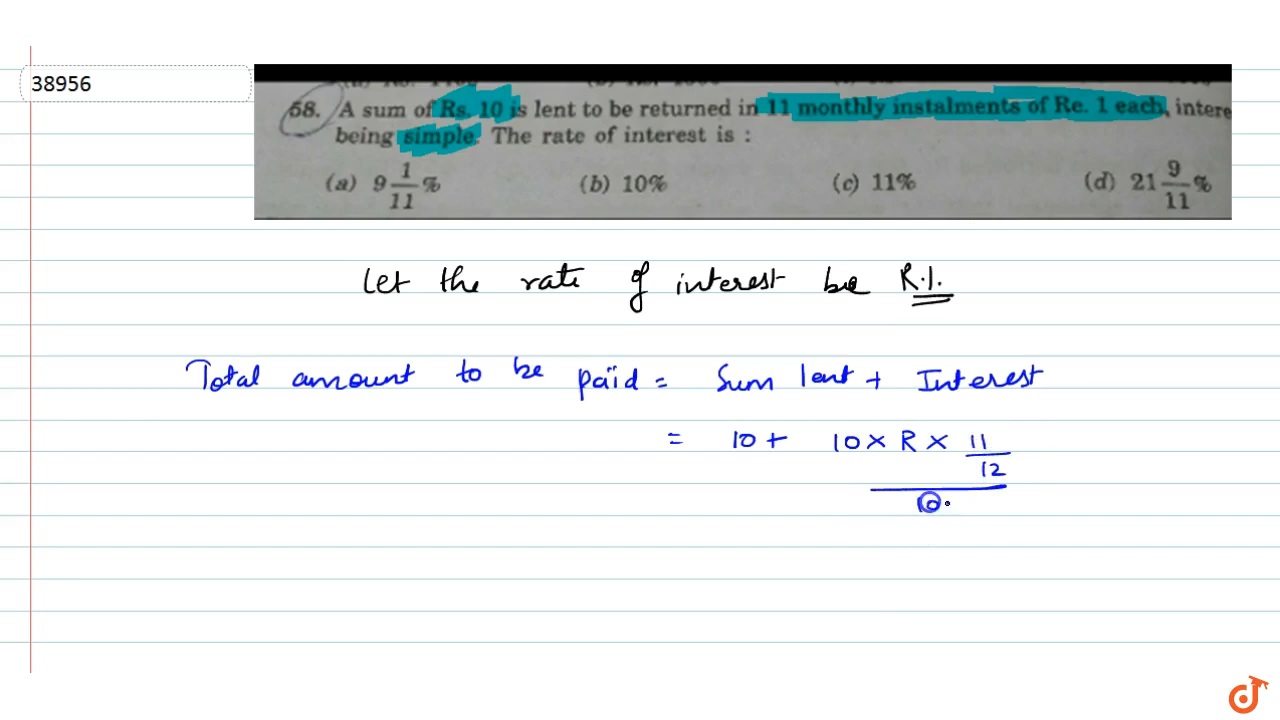 38956
58. A sum of Rs. 10 is lent to be returned in 11 monthly instalments of Re. 1 each, intere
being simple. The rate of interest is :
(a) 9 1/11 % (b) 10% (c) 11% (d) 21 9/11 %
Let the rate of interest be R.I.
Total amount to be paid = Sum lent + Interest
= 10 + 10 × R × 11/12
10